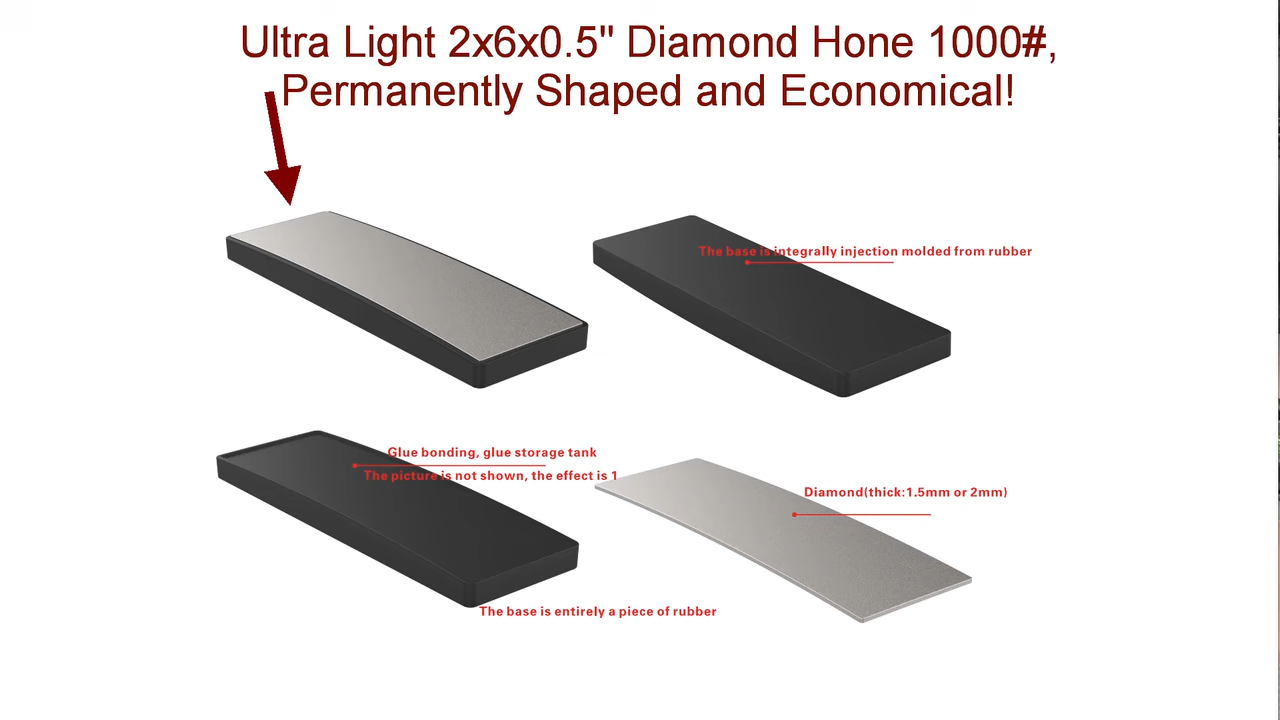 Ultra Light 2x6x0.5" Diamond Hone 1000#,
Permanently Shaped and Economical!
The base is integrally injection molded from rubber
Glue bonding, glue storage tank
The picture is not shown, the effect is 1
Diamond(thick:1.5mm or 2mm)
The base is entirely a piece of rubber